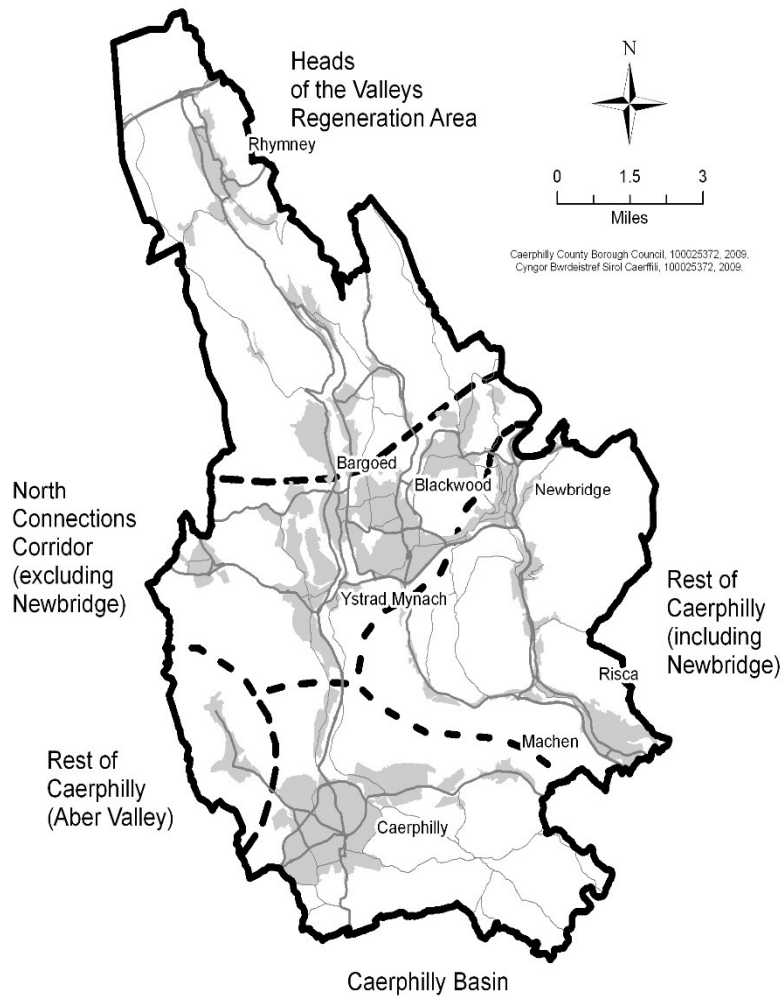 Heads
of the Valleys
Regeneration Area
N
0 1.5 3
Miles
Caerphilly County Borough Council, 100025372, 2009.
Cyngor Bwrdeistref Sirol Caerffili, 100025372, 2009.
Rhymney
Bargoed
Blackwood
Newbridge
North
Connections
Corridor
(excluding
Newbridge)
Ystrad Mynach
Rest of
Caerphilly
(including
Newbridge)
Risca
Machen
Rest of
Caerphilly
(Aber Valley)
Caerphilly
Caerphilly Basin